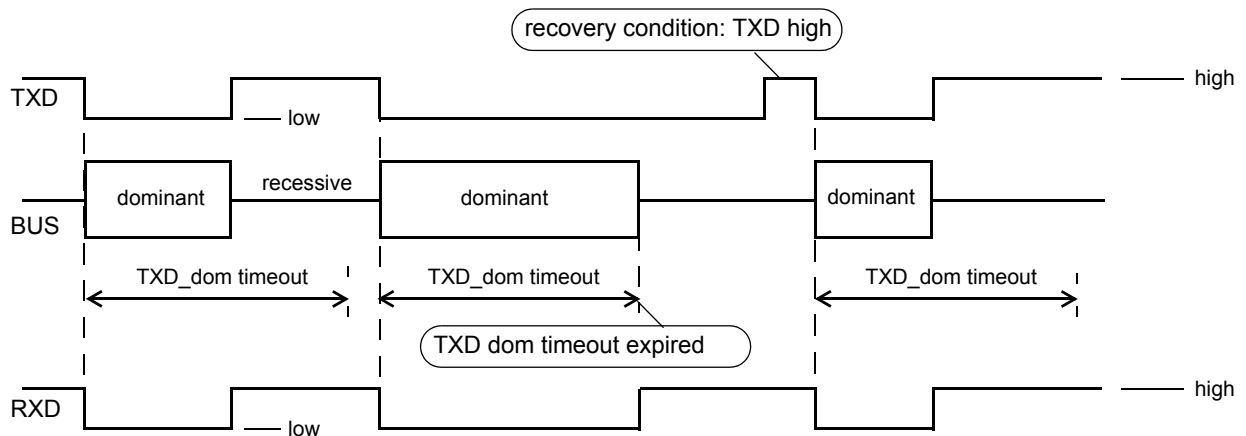 recovery condition: TXD high
TXD
high
low
dominant
recessive
dominant
dominant
BUS
TXD_dom timeout
TXD_dom timeout
TXD_dom timeout
TXD dom timeout expired
RXD
high
low